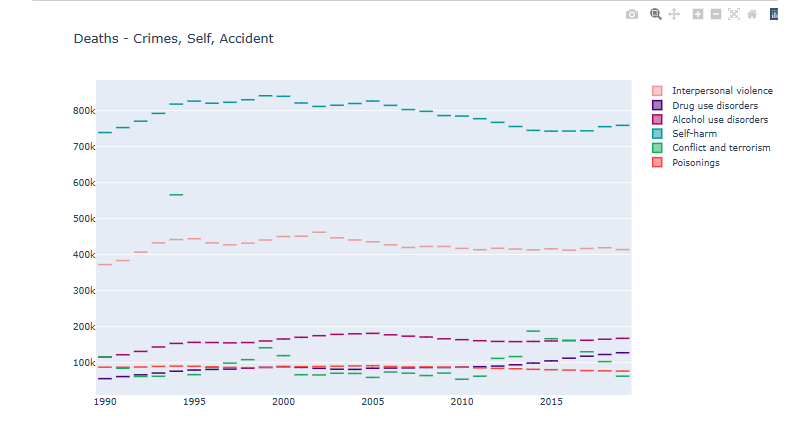 Deaths - Crimes, Self, Accident
800k
700k
600k
500k
400k
300k
200k
100k
1990
1995
2000
2005
2010
2015
Interpersonal violence
Drug use disorders
Alcohol use disorders
Self-harm
Conflict and terrorism
Poisonings